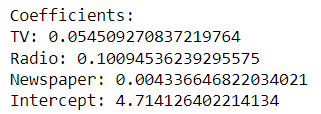 Coefficients:
TV: 0.054509270837219764
Radio: 0.10094536239295575
Newspaper: 0.004336646822034021
Intercept: 4.714126402214134